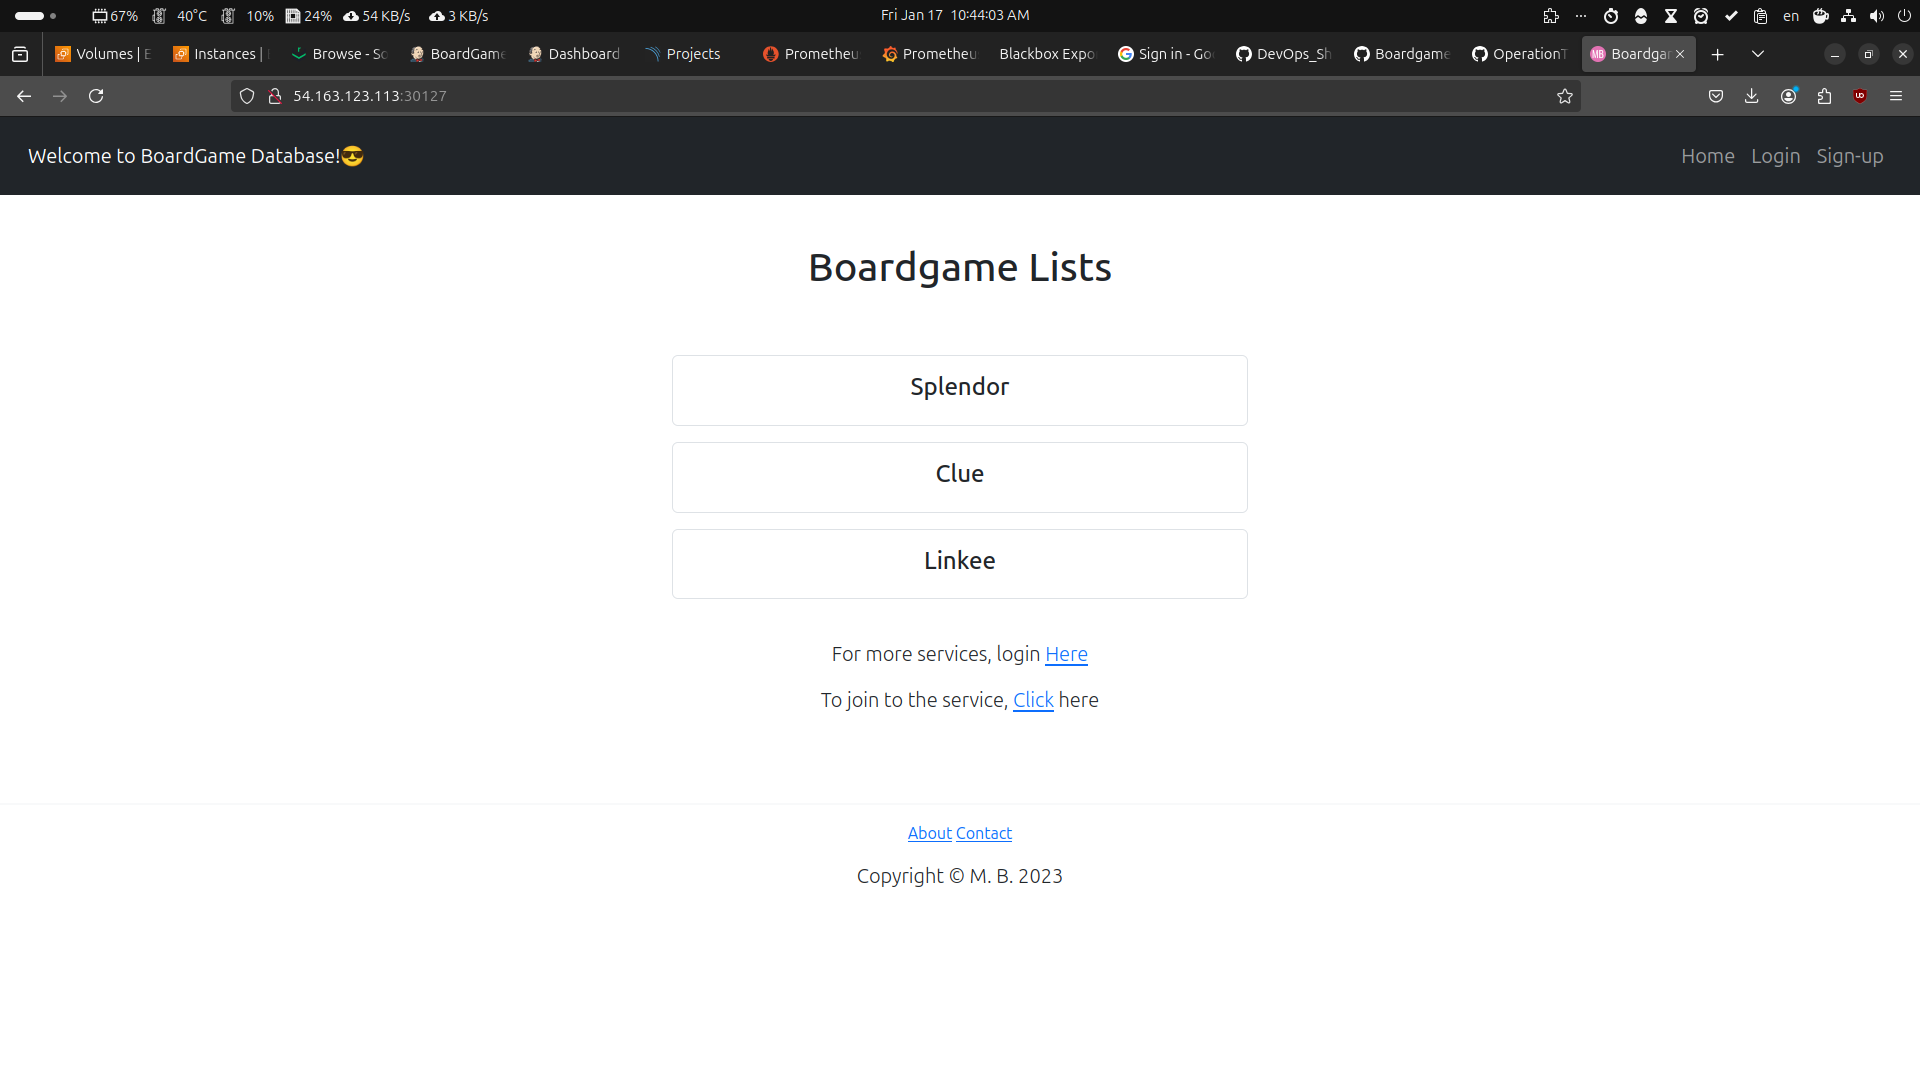 67% 40°C 10% 24% 54 KB/s 3 KB/s Fri Jan 17 10:44:03 AM en
Volumes | E Instances | Browse - So BoardGame Dashboard Projects Prometheu Prometheu Blackbox Expo Sign in - Go DevOps_Sh Boardgame OperationT Boardgar
54.163.123.113:30127
Welcome to BoardGame Database!😎 Home Login Sign-up
Boardgame Lists
Splendor
Clue
Linkee
For more services, login Here
To join to the service, Click here
About Contact
Copyright © M. B. 2023